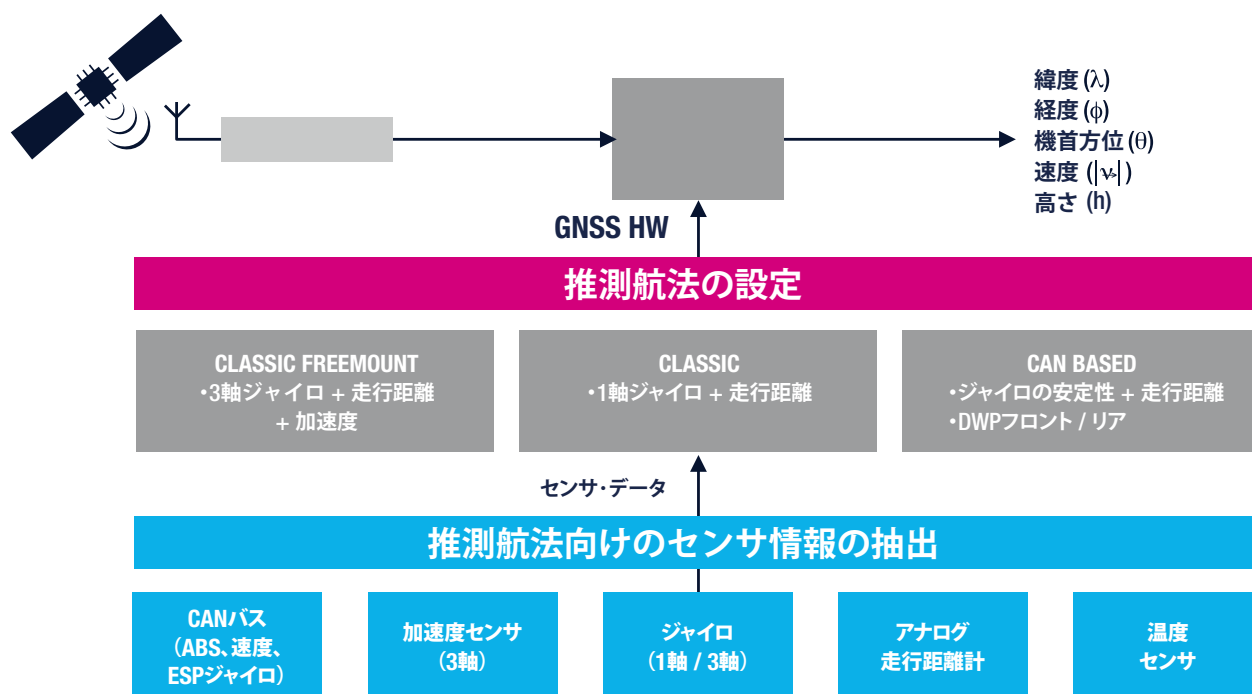 緯度 (λ)
経度 (ϕ)
機首方位 (θ)
速度 (|v|)
高さ (h)
GNSS HW
推測航法の設定
CLASSIC FREEMOUNT
・3軸ジャイロ + 走行距離
+ 加速度
CLASSIC
・1軸ジャイロ + 走行距離
CAN BASED
・ジャイロの安定性 + 走行距離
・DWPフロント / リア
センサ・データ
推測航法向けのセンサ情報の抽出
CANバス
(ABS、速度、
ESPジャイロ)
加速度センサ
(3軸)
ジャイロ
(1軸 / 3軸)
アナログ
走行距離計
温度
センサ